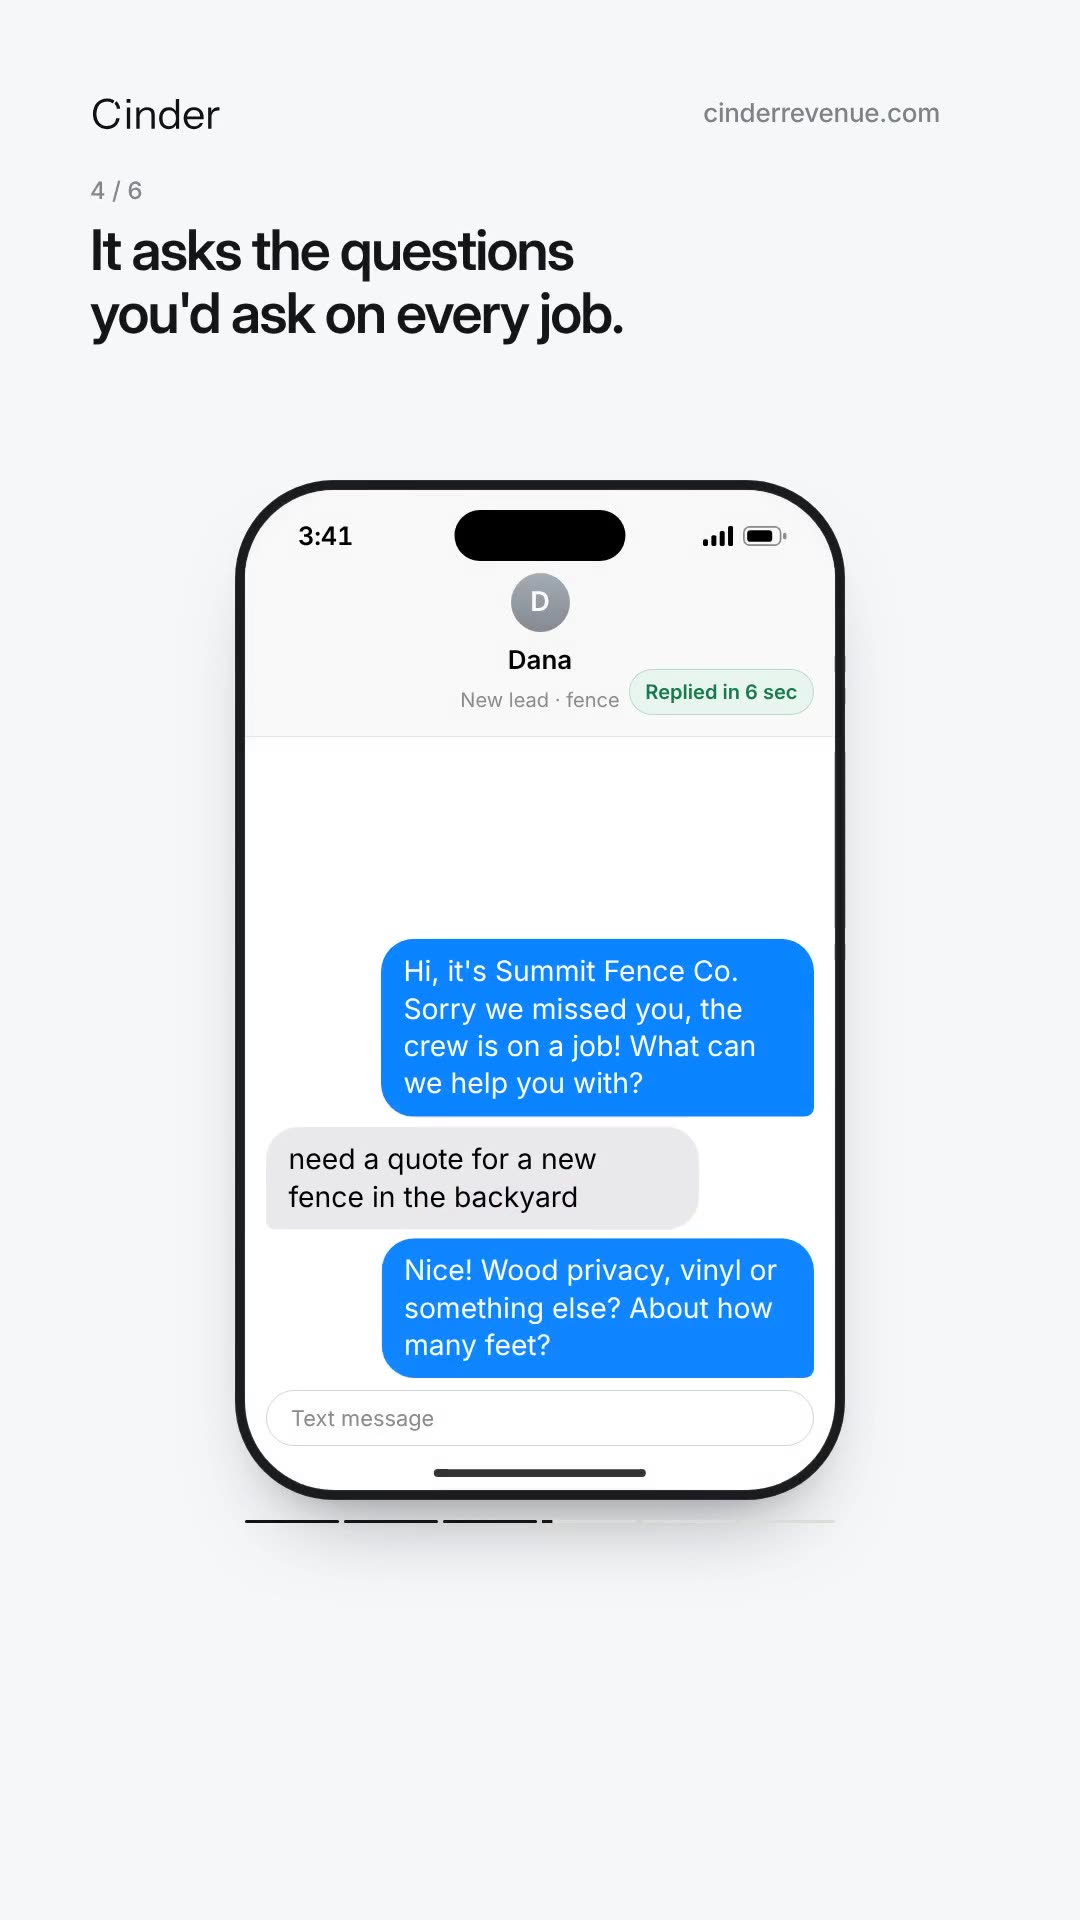 Cinder
cinderrevenue.com
4 / 6
It asks the questions
you'd ask on every job.
3:41
D
Dana
New lead · fence
Replied in 6 sec
Hi, it's Summit Fence Co.
Sorry we missed you, the
crew is on a job! What can
we help you with?
need a quote for a new
fence in the backyard
Nice! Wood privacy, vinyl or
something else? About how
many feet?
Text message